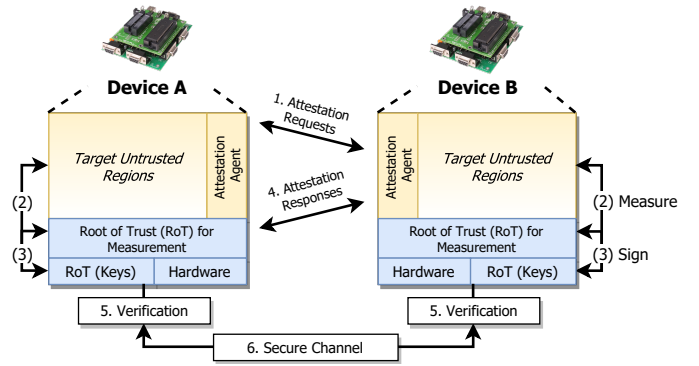 Device A
Device B
1. Attestation
Requests
Target Untrusted
Regions
Attestation
Agent
Attestation
Agent
Target Untrusted
Regions
4. Attestation
Responses
(2)
(2) Measure
Root of Trust (RoT) for
Measurement
Root of Trust (RoT) for
Measurement
(3)
(3) Sign
RoT (Keys)
Hardware
Hardware
RoT (Keys)
5. Verification
5. Verification
6. Secure Channel